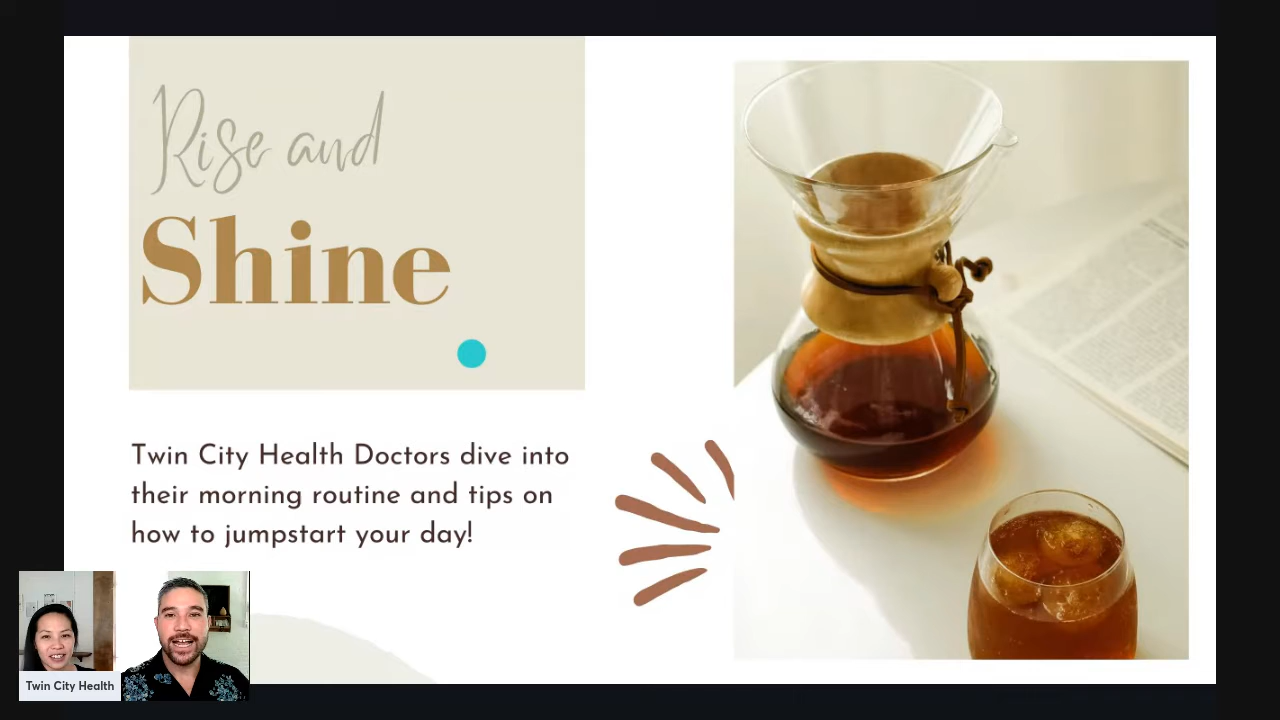 Rise and
Shine
Twin City Health Doctors dive into
their morning routine and tips on
how to jumpstart your day!
Twin City Health